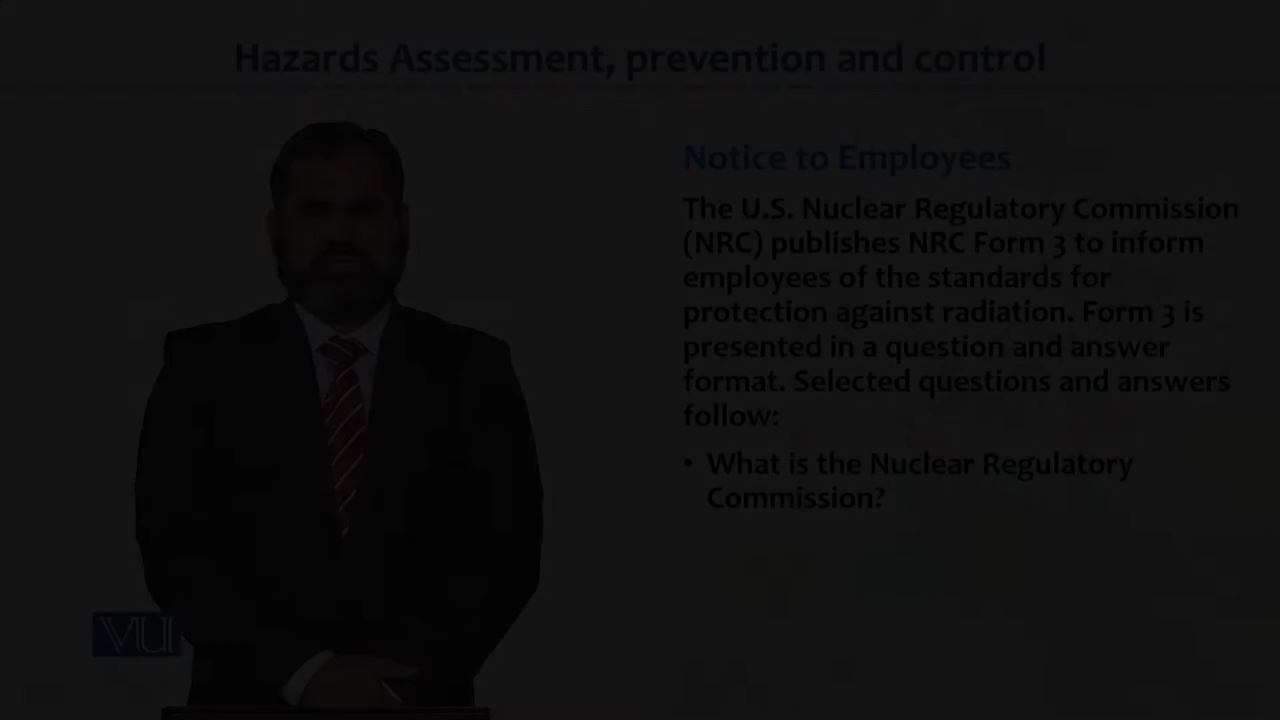 Hazards Assessment, prevention and control
Notice to Employees
The U.S. Nuclear Regulatory Commission
(NRC) publishes NRC Form 3 to inform
employees of the standards for
protection against radiation. Form 3 is
presented in a question and answer
format. Selected questions and answers
follow:
• What is the Nuclear Regulatory
Commission?
VU